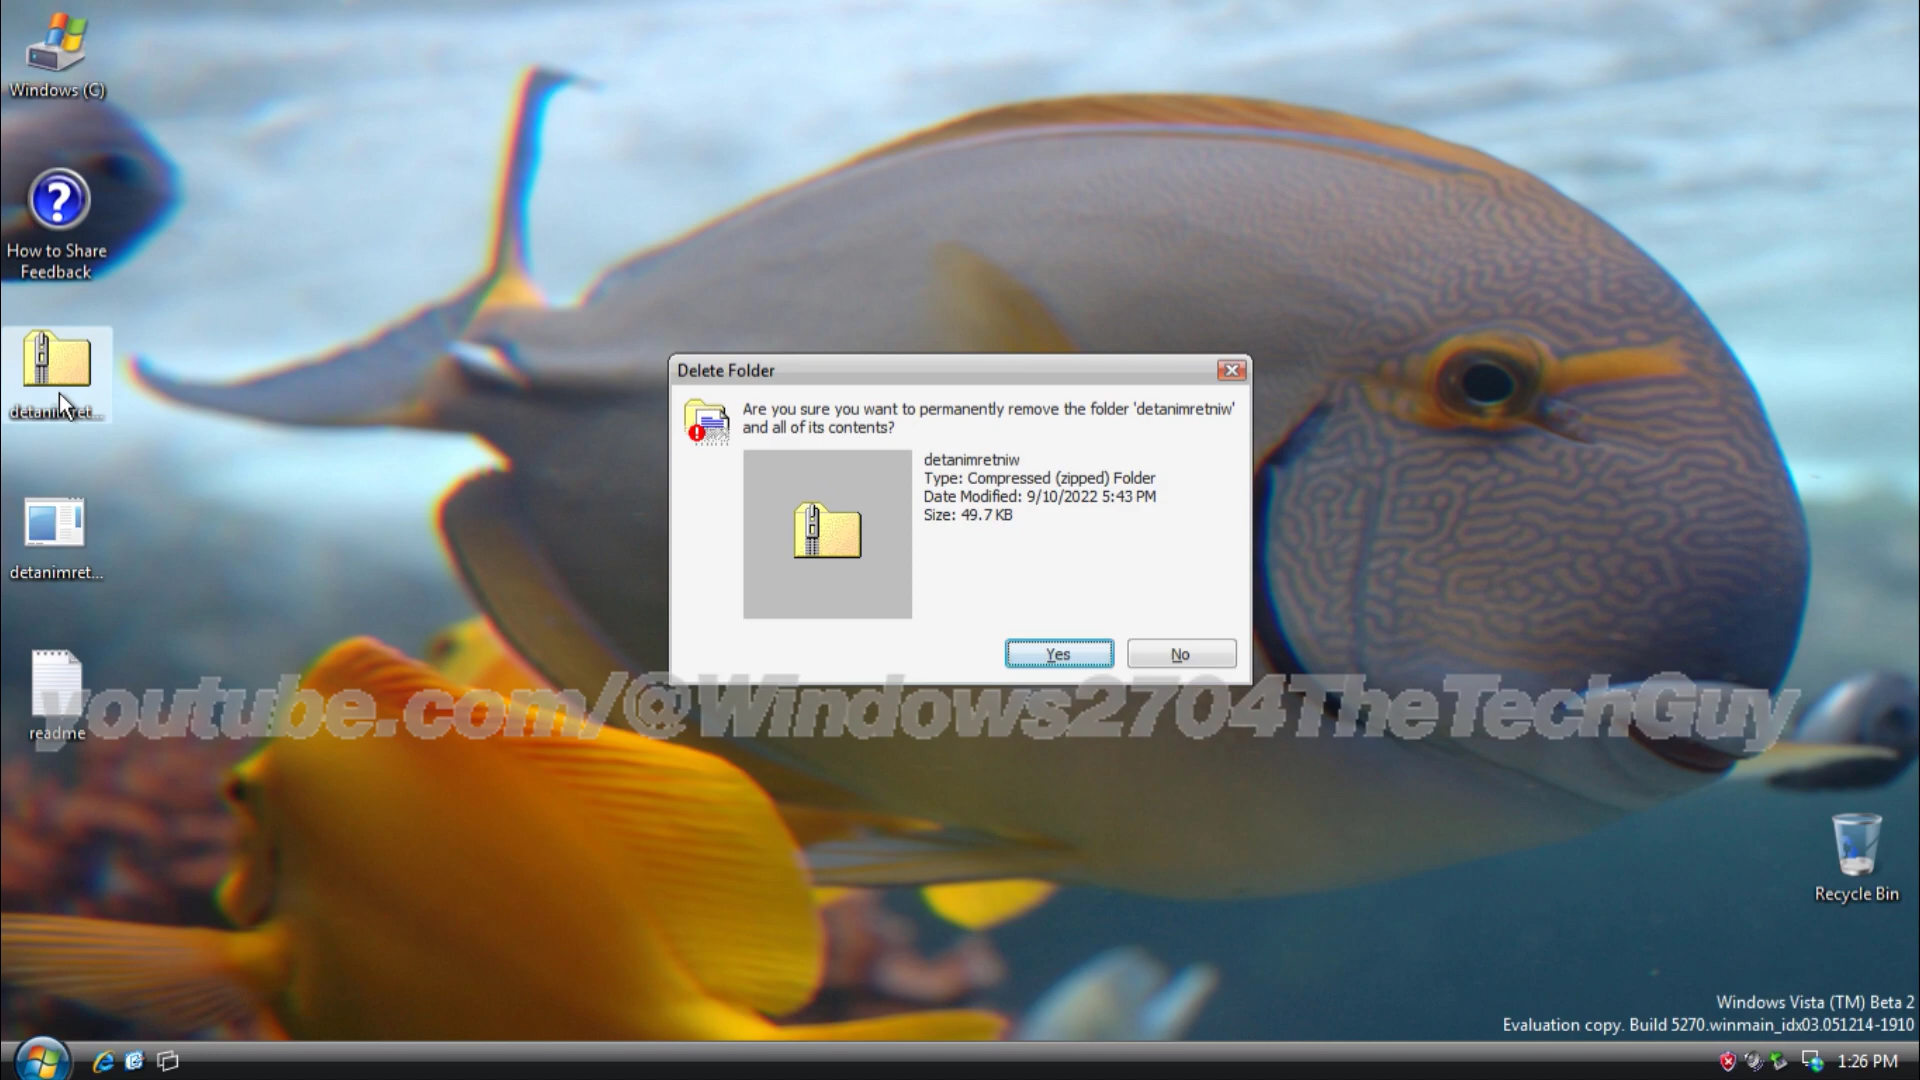 Windows (C)
How to Share
Feedback
detanimret...
detanimret...
readme
Delete Folder
Are you sure you want to permanently remove the folder 'detanimretniw'
and all of its contents?
detanimretniw
Type: Compressed (zipped) Folder
Date Modified: 9/10/2022 5:43 PM
Size: 49.7 KB
Yes
No
youtube.com/@Windows2704TheTechGuy
Recycle Bin
Windows Vista (TM) Beta 2
Evaluation copy. Build 5270.winmain_idx03.051214-1910
1:26 PM